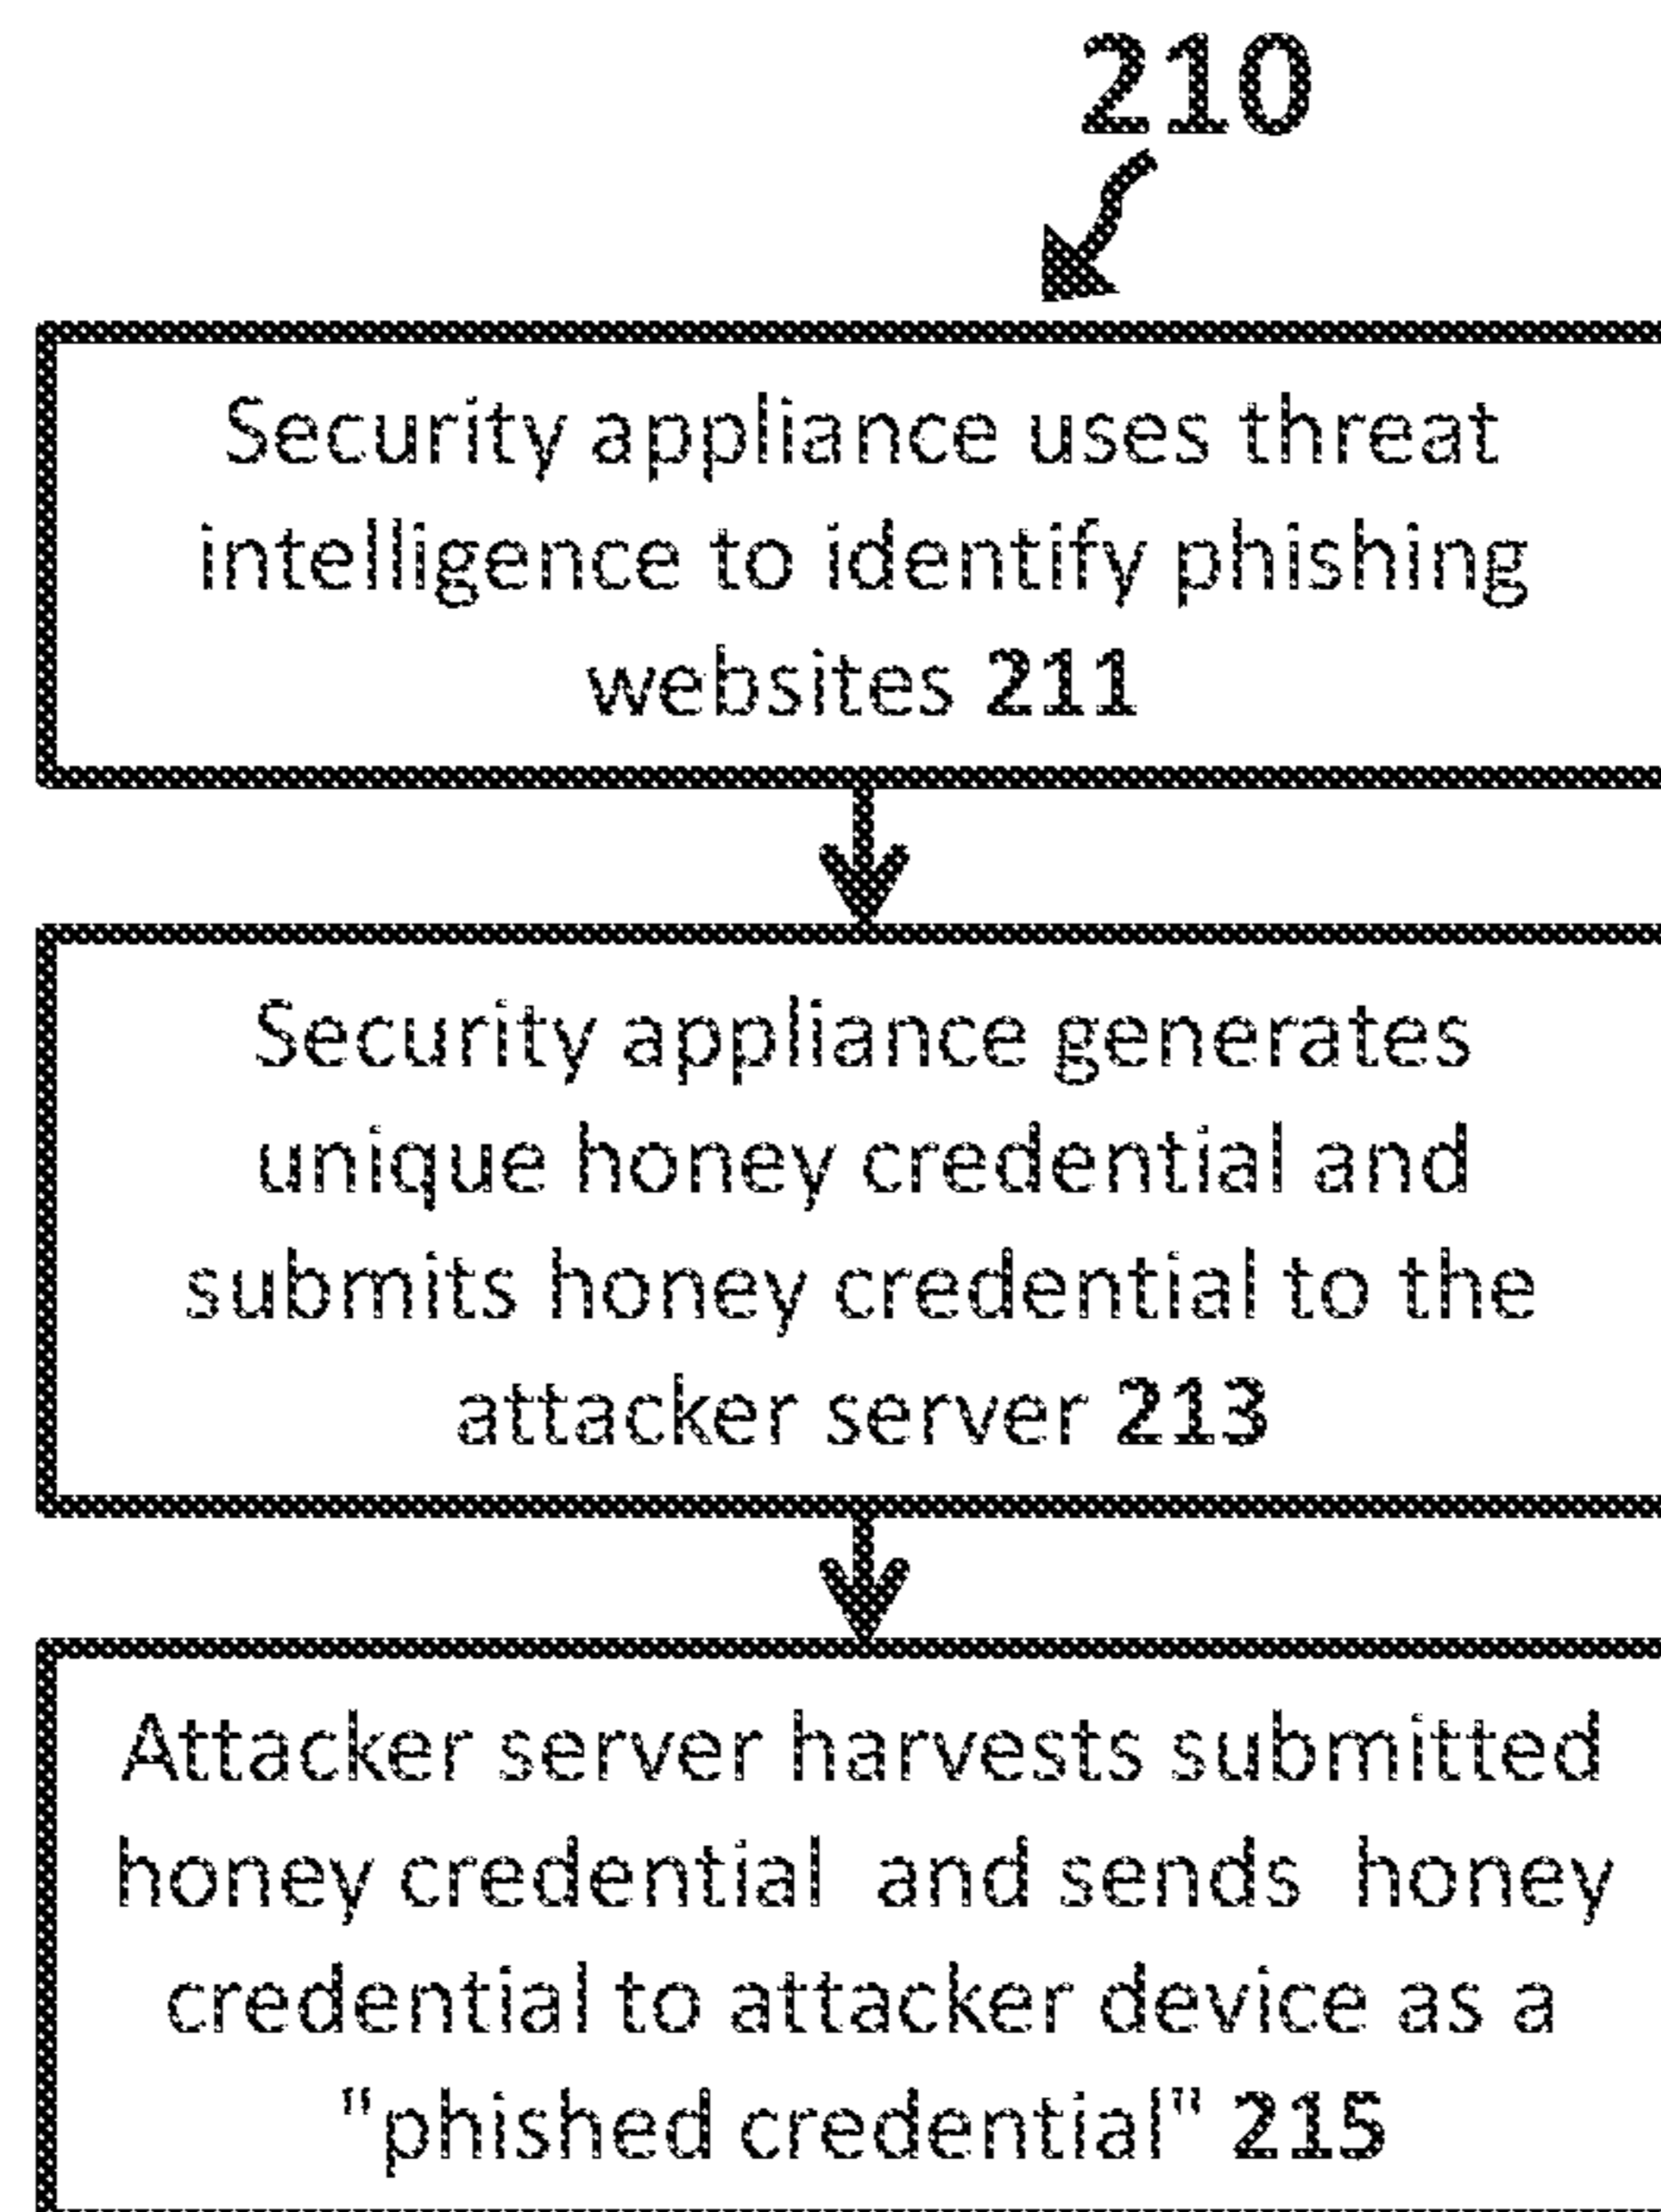 210
Security appliance uses threat
intelligence to identify phishing
websites 211
Security appliance generates
unique honey credential and
submits honey credential to the
attacker server 213
Attacker server harvests submitted
honey credential and sends honey
credential to attacker device as a
"phished credential" 215